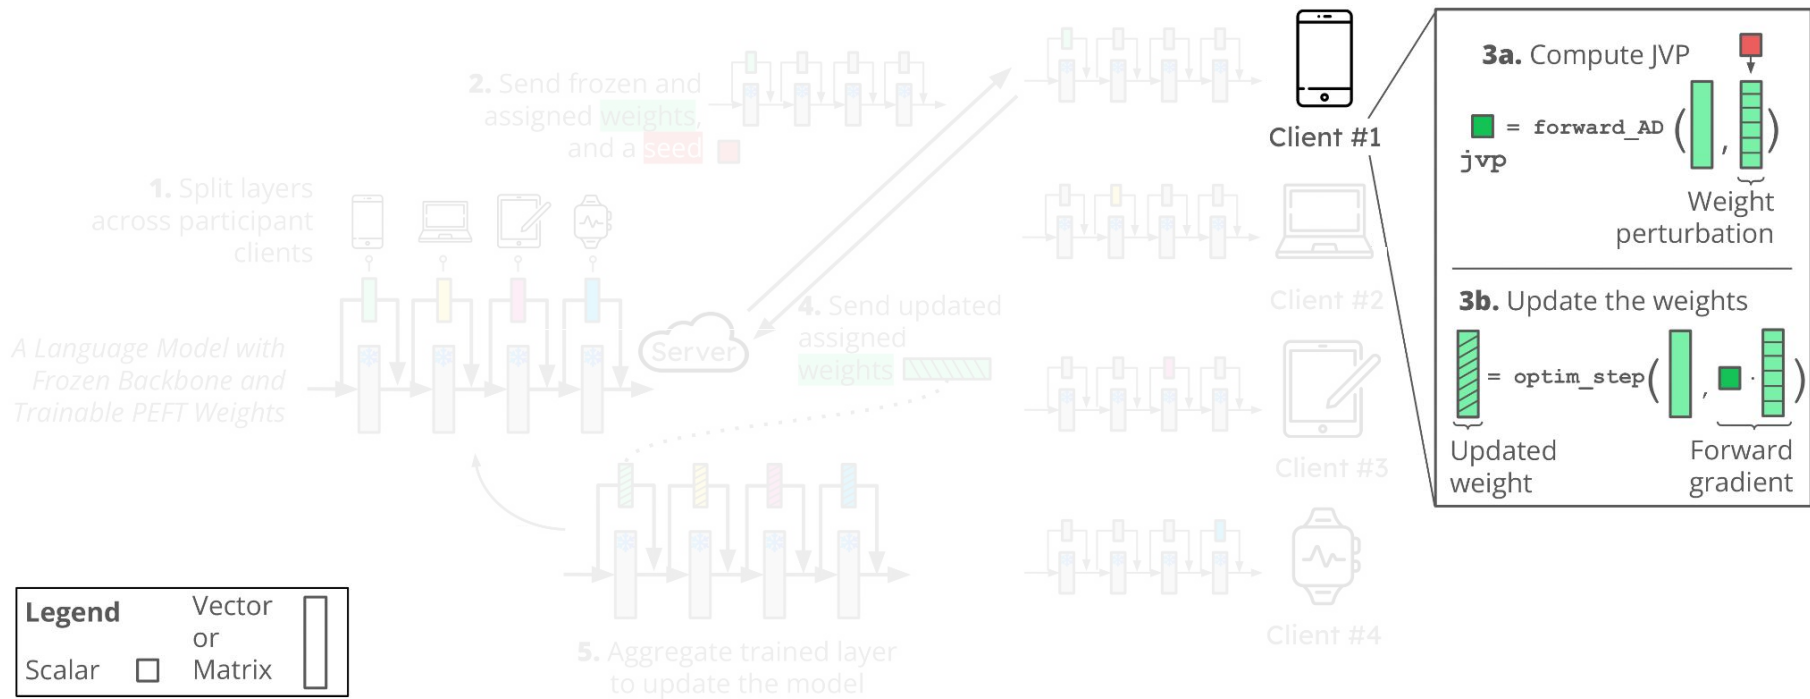 2. Send frozen and
assigned weights,
and a seed
1. Split layers
across participant
clients
A Language Model with
Frozen Backbone and
Trainable PEFT Weights
Server
4. Send updated
assigned
weights
5. Aggregate trained layer
to update the model
Client #1
Client #2
Client #3
Client #4
3a. Compute JVP
= forward_AD ( , )
jvp
Weight
perturbation
3b. Update the weights
= optim_step( , · )
Updated
weight
Forward
gradient
Legend
Scalar
Vector
or
Matrix